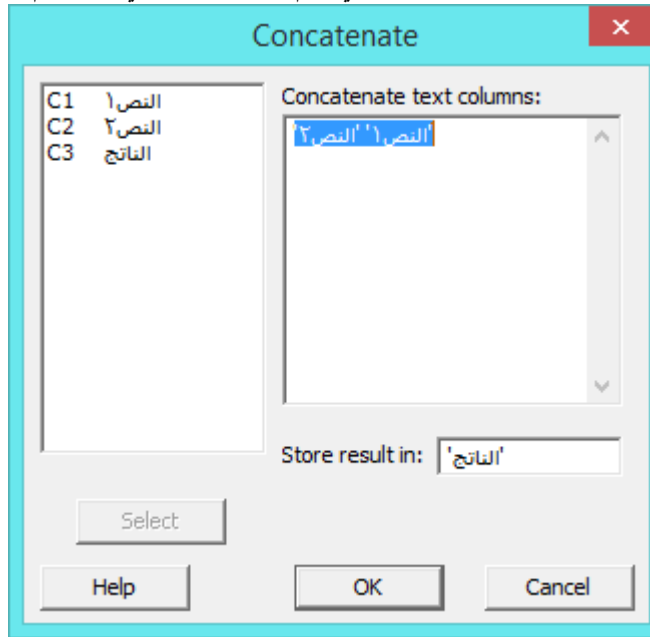 Concatenate
C1 النص١
C2 النص٢
C3 الناتج
Concatenate text columns:
'النص١' 'النص٢'
Store result in: 'الناتج'
Select
Help
OK
Cancel